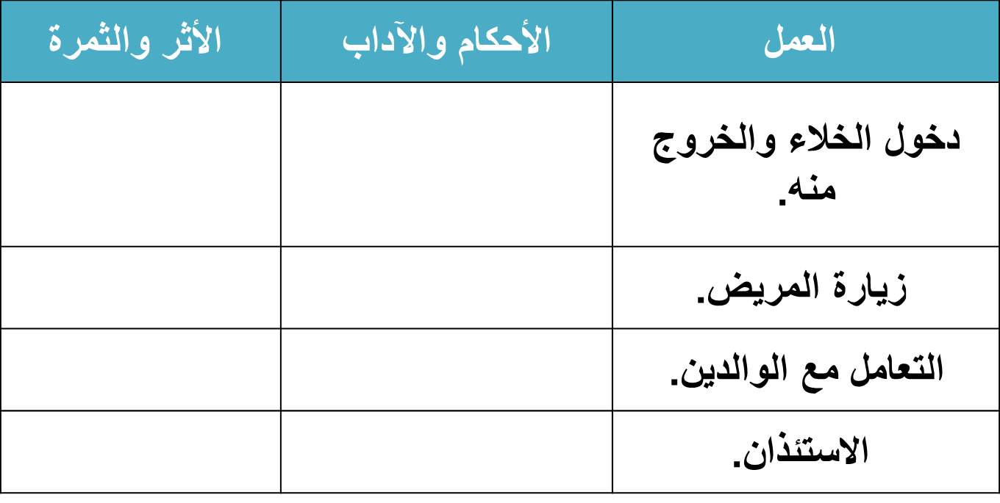 العمل
الأحكام والآداب
الأثر والثمرة
دخول الخلاء والخروج
منه.
زيارة المريض.
التعامل مع الوالدين.
الاستئذان.